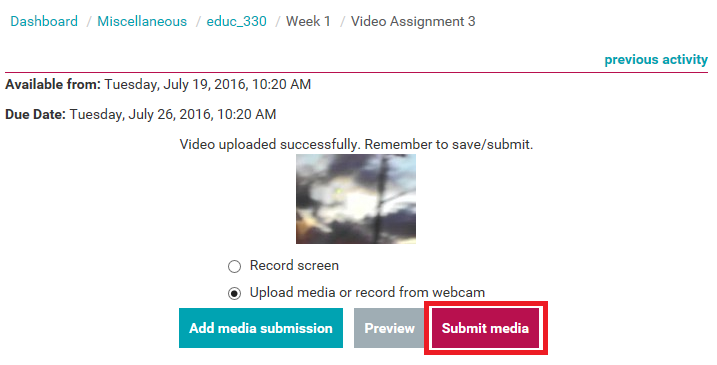 Dashboard / Miscellaneous / educ_330 / Week 1 / Video Assignment 3
previous activity
Available from: Tuesday, July 19, 2016, 10:20 AM
Due Date: Tuesday, July 26, 2016, 10:20 AM
Video uploaded successfully. Remember to save/submit.
Record screen
Upload media or record from webcam
Add media submission Preview Submit media